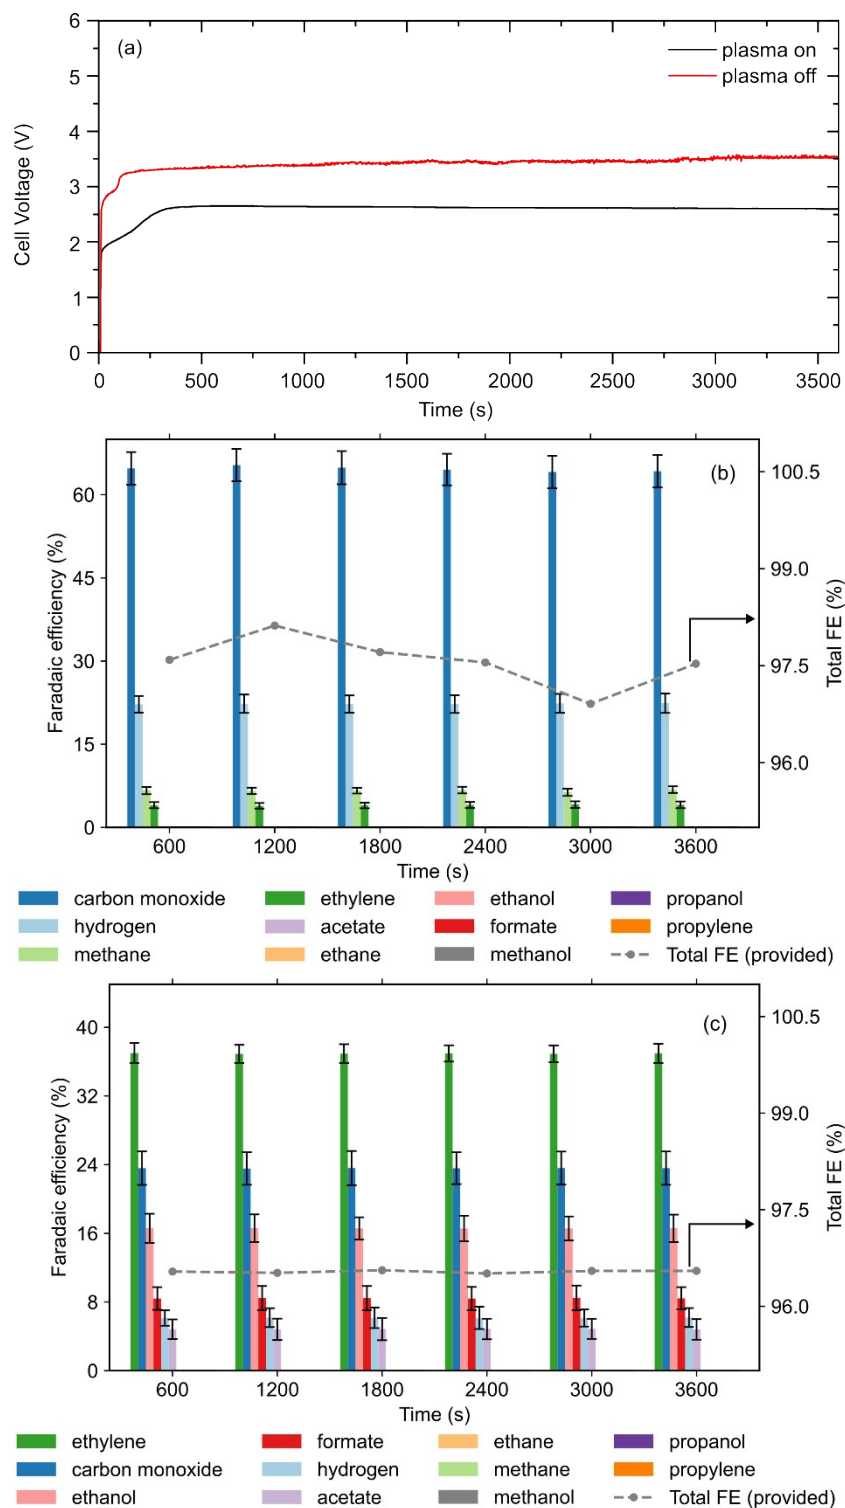 (a)
plasma on
plasma off
Cell Voltage (V)
6
5
4
3
2
1
0
0 500 1000 1500 2000 2500 3000 3500
Time (s)
(b)
Faradaic efficiency (%)
60
45
30
15
0
Total FE (%)
100.5
99.0
97.5
96.0
600 1200 1800 2400 3000 3600
Time (s)
carbon monoxide ethylene ethanol propanol
hydrogen acetate formate propylene
methane ethane methanol Total FE (provided)
(c)
Faradaic efficiency (%)
40
32
24
16
8
0
Total FE (%)
100.5
99.0
97.5
96.0
600 1200 1800 2400 3000 3600
Time (s)
ethylene formate ethane propanol
carbon monoxide hydrogen methane propylene
ethanol acetate methanol Total FE (provided)